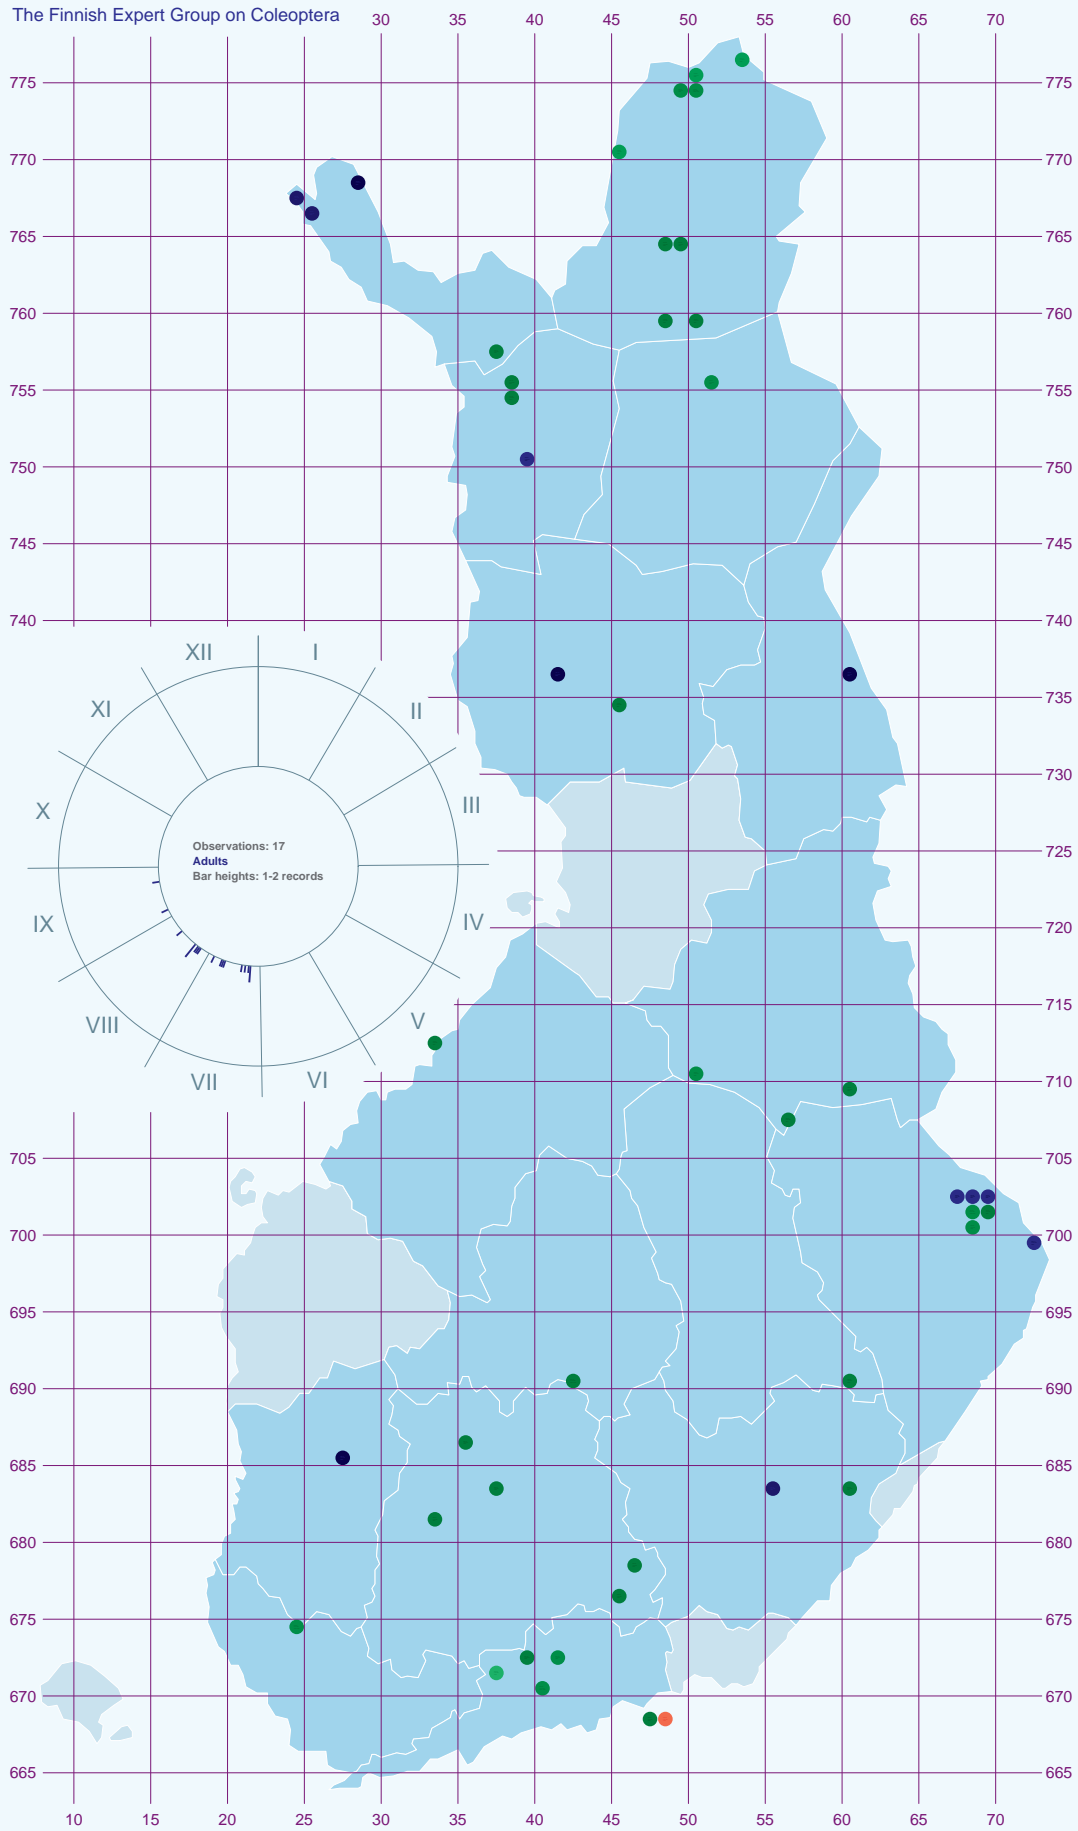 The Finnish Expert Group on Coleoptera 30 35 40 45 50 55 60 65 70
775 775
770 770
765 765
760 760
755 755
750 750
745 745
740 740
XII I
XI II
735
730
X III
Observations: 17
Adults
Bar heights: 1-2 records
725 725
IX IV
720 720
715 715
VIII V
VII VI
710 710
705 705
700 700
695 695
690 690
685 685
680 680
675 675
670 670
665 665
10 15 20 25 30 35 40 45 50 55 60 65 70